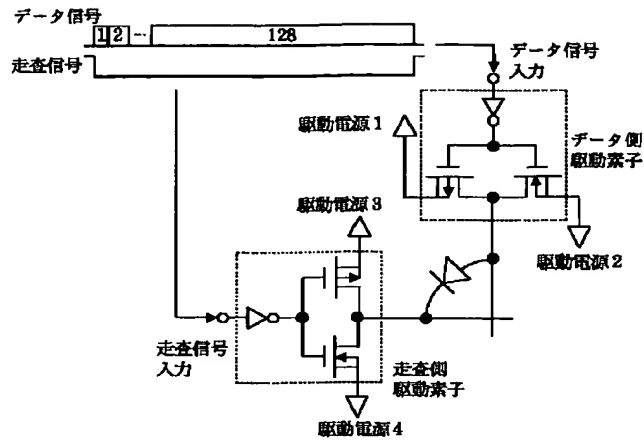 データ信号
1 2 ... 128
走査信号
データ信号
入力
駆動電源1
データ側
駆動素子
駆動電源3
駆動電源2
走査信号
入力
走査側
駆動素子
駆動電源4